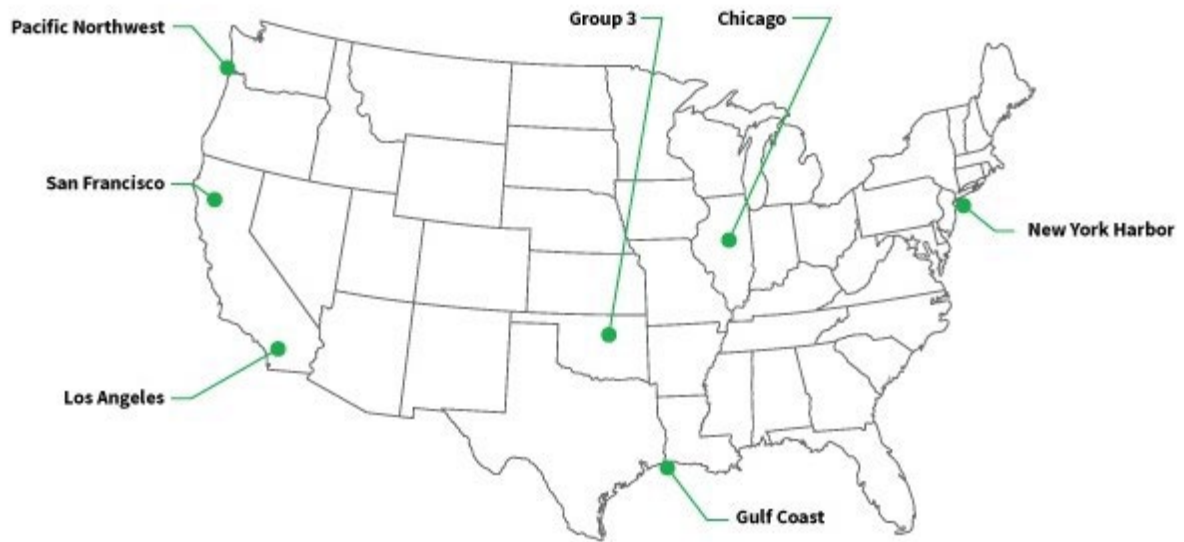 Pacific Northwest
Group 3
Chicago
San Francisco
New York Harbor
Los Angeles
Gulf Coast